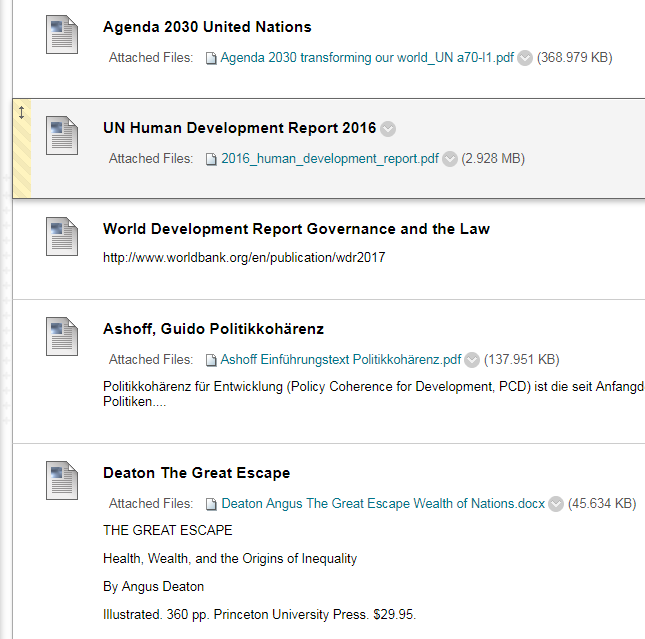 Agenda 2030 United Nations
Attached Files: Agenda 2030 transforming our world_UN a70-l1.pdf (368.979 KB)
UN Human Development Report 2016
Attached Files: 2016_human_development_report.pdf (2.928 MB)
World Development Report Governance and the Law
http://www.worldbank.org/en/publication/wdr2017
Ashoff, Guido Politikkohärenz
Attached Files: Ashoff Einführungstext Politikkohärenz.pdf (137.951 KB)
Politikkohärenz für Entwicklung (Policy Coherence for Development, PCD) ist die seit Anfangd
Politiken....
Deaton The Great Escape
Attached Files: Deaton Angus The Great Escape Wealth of Nations.docx (45.634 KB)
THE GREAT ESCAPE
Health, Wealth, and the Origins of Inequality
By Angus Deaton
Illustrated. 360 pp. Princeton University Press. $29.95.